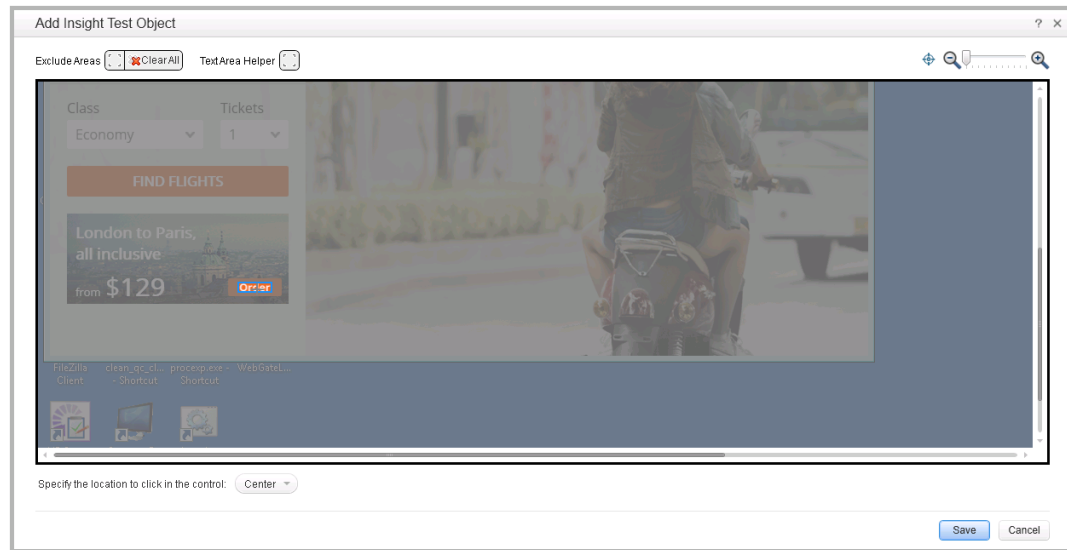 Add Insight Test Object
?
Exclude Areas Clear All Text Area Helper
Class Tickets
Economy 1
FIND FLIGHTS
London to Paris,
all inclusive
from $129 Order
FileZilla clean_qc_cl... procexp.exe - WebGateL...
Client - Shortcut Shortcut
Specify the location to click in the control: Center
Save Cancel